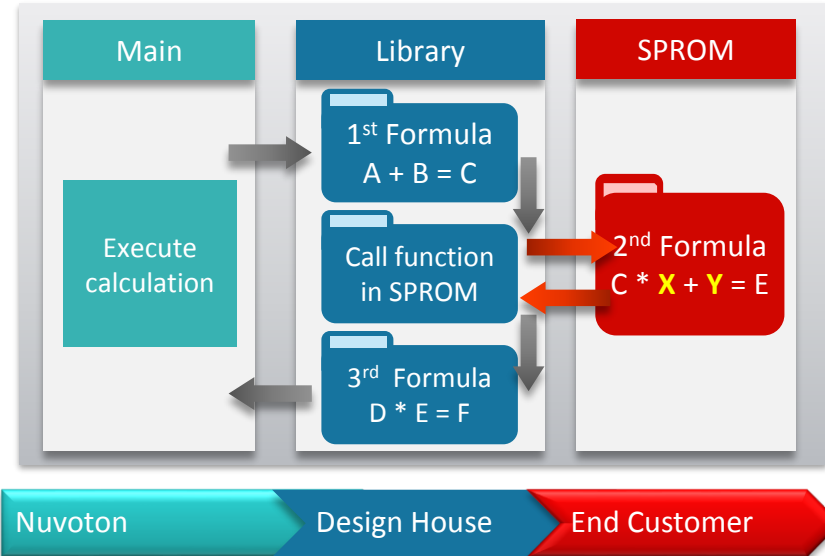 Main
Library
SPROM
1st Formula
A + B = C
Execute
calculation
Call function
in SPROM
2nd Formula
C * X + Y = E
3rd Formula
D * E = F
Nuvoton
Design House
End Customer